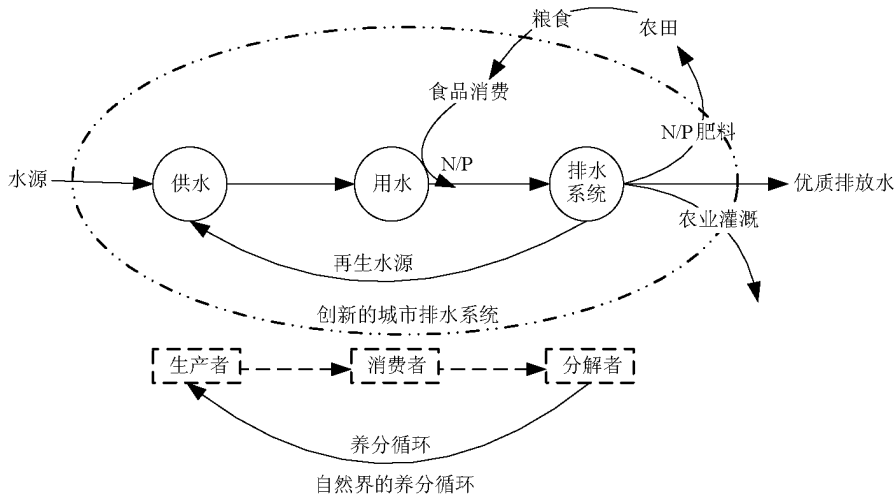 粮食
农田
食品消费
N/P肥料
N/P
水源
供水
用水
排水
系统
优质排放水
农业灌溉
再生水源
创新的城市排水系统
生产者
消费者
分解者
养分循环
自然界的养分循环